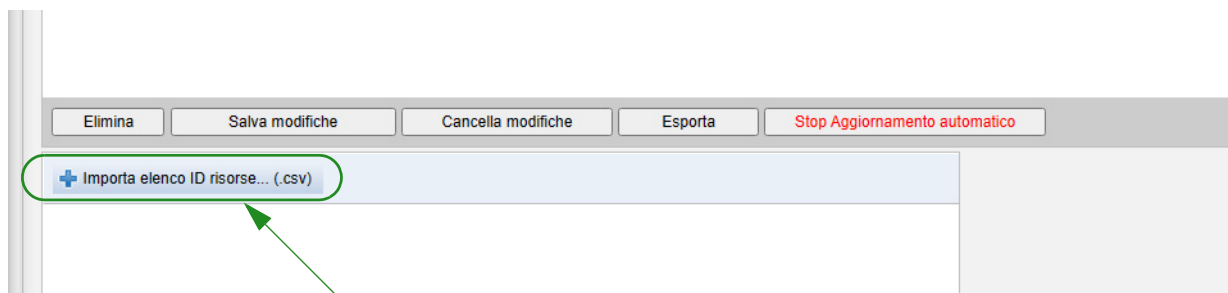 Elimina Salva modifiche Cancella modifiche Esporta Stop Aggiornamento automatico
Importa elenco ID risorse... (.csv)